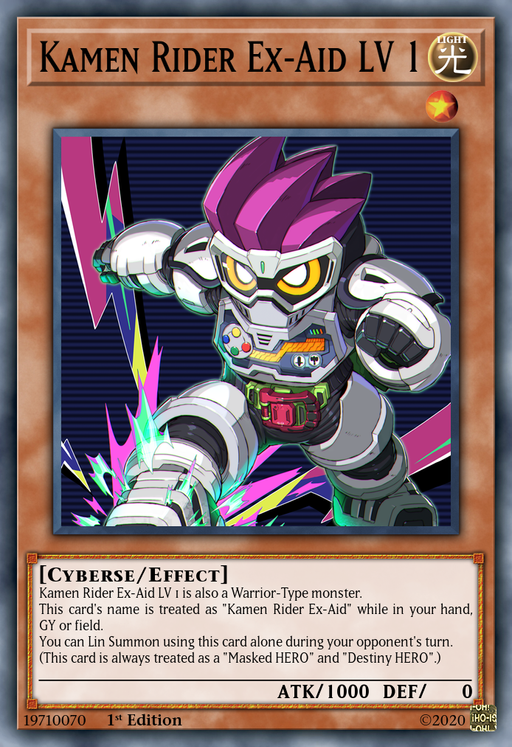 KAMEN RIDER EX-AID LV 1
LIGHT
光
[CYBERSE/EFFECT]
Kamen Rider Ex-Aid LV 1 is also a Warrior-Type monster.
This card's name is treated as "Kamen Rider Ex-Aid" while in your hand,
GY or field.
You can Lin Summon using this card alone during your opponent's turn.
(This card is always treated as a "Masked HERO" and "Destiny HERO".)
ATK/1000 DEF/ 0
19710070 1st Edition ©2020